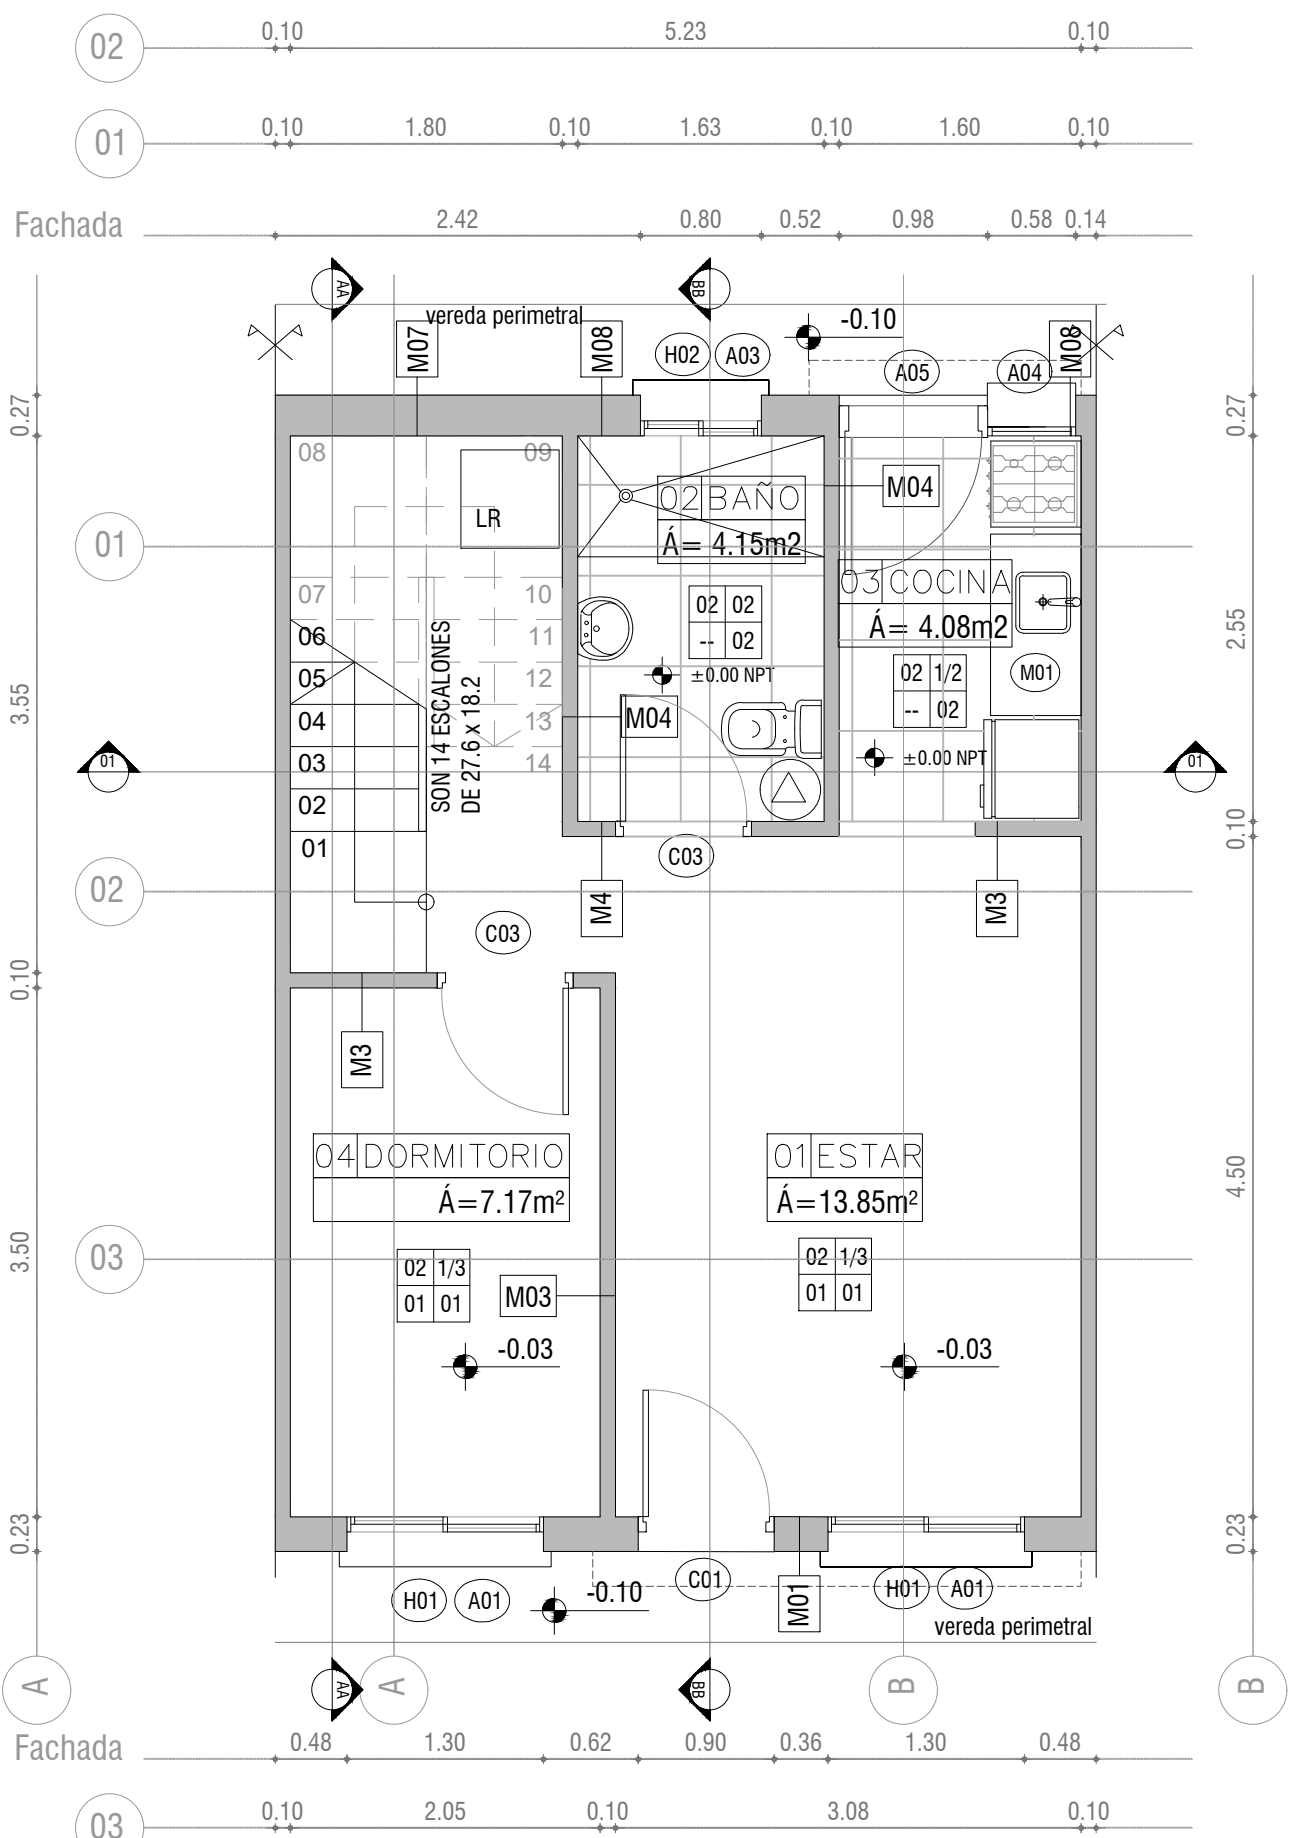 02
0.10 5.23 0.10
01
0.10 1.80 0.10 1.63 0.10 1.60 0.10
Fachada
2.42 0.80 0.52 0.98 0.58 0.14
AA
BB
vereda perimetral
-0.10
M07
M08
H02
A03
A05
A04
M08
0.27
0.27
08
09
LR
02 BAÑO
Á= 4.15m2
M04
01
07
10
03 COCINA
Á= 4.08m2
02 02
-- 02
06
11
2.55
05
12
±0.00 NPT
02 1/2
-- 02
M01
SON 14 ESCALONES
DE 27.6 x 18.2
3.55
04
13
M04
03
14
±0.00 NPT
01
01
02
01
0.10
C03
02
M4
M3
C03
0.10
M3
04 DORMITORIO
Á=7.17m²
01 ESTAR
Á=13.85m²
4.50
03
3.50
02 1/3
01 01
M03
02 1/3
01 01
-0.03
-0.03
0.23
0.23
H01
A01
-0.10
C01
M01
H01
A01
vereda perimetral
A
AA
A
BB
B
B
Fachada
0.48 1.30 0.62 0.90 0.36 1.30 0.48
03
0.10 2.05 0.10 3.08 0.10